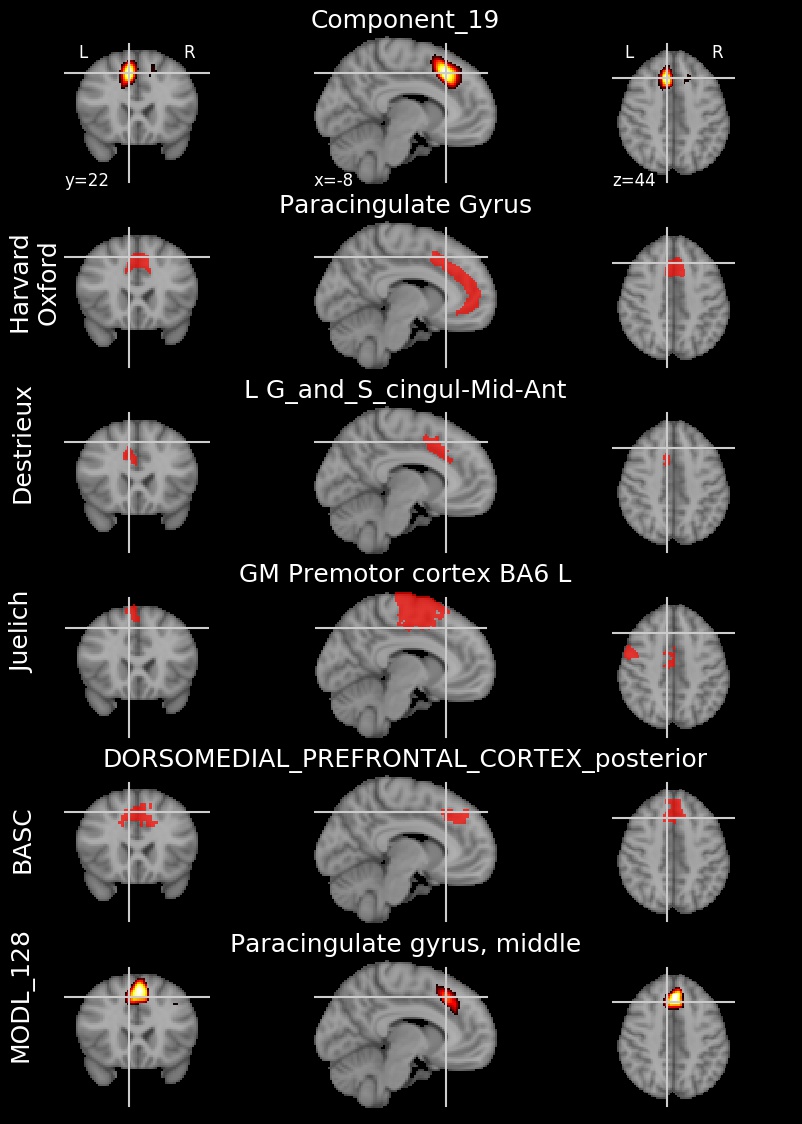 Component_19
L R
L R
y=22
x=-8
z=44
Paracingulate Gyrus
Harvard
Oxford
L G_and_S_cingul-Mid-Ant
Destrieux
GM Premotor cortex BA6 L
Juelich
DORSOMEDIAL_PREFRONTAL_CORTEX_posterior
BASC
Paracingulate gyrus, middle
MODL_128